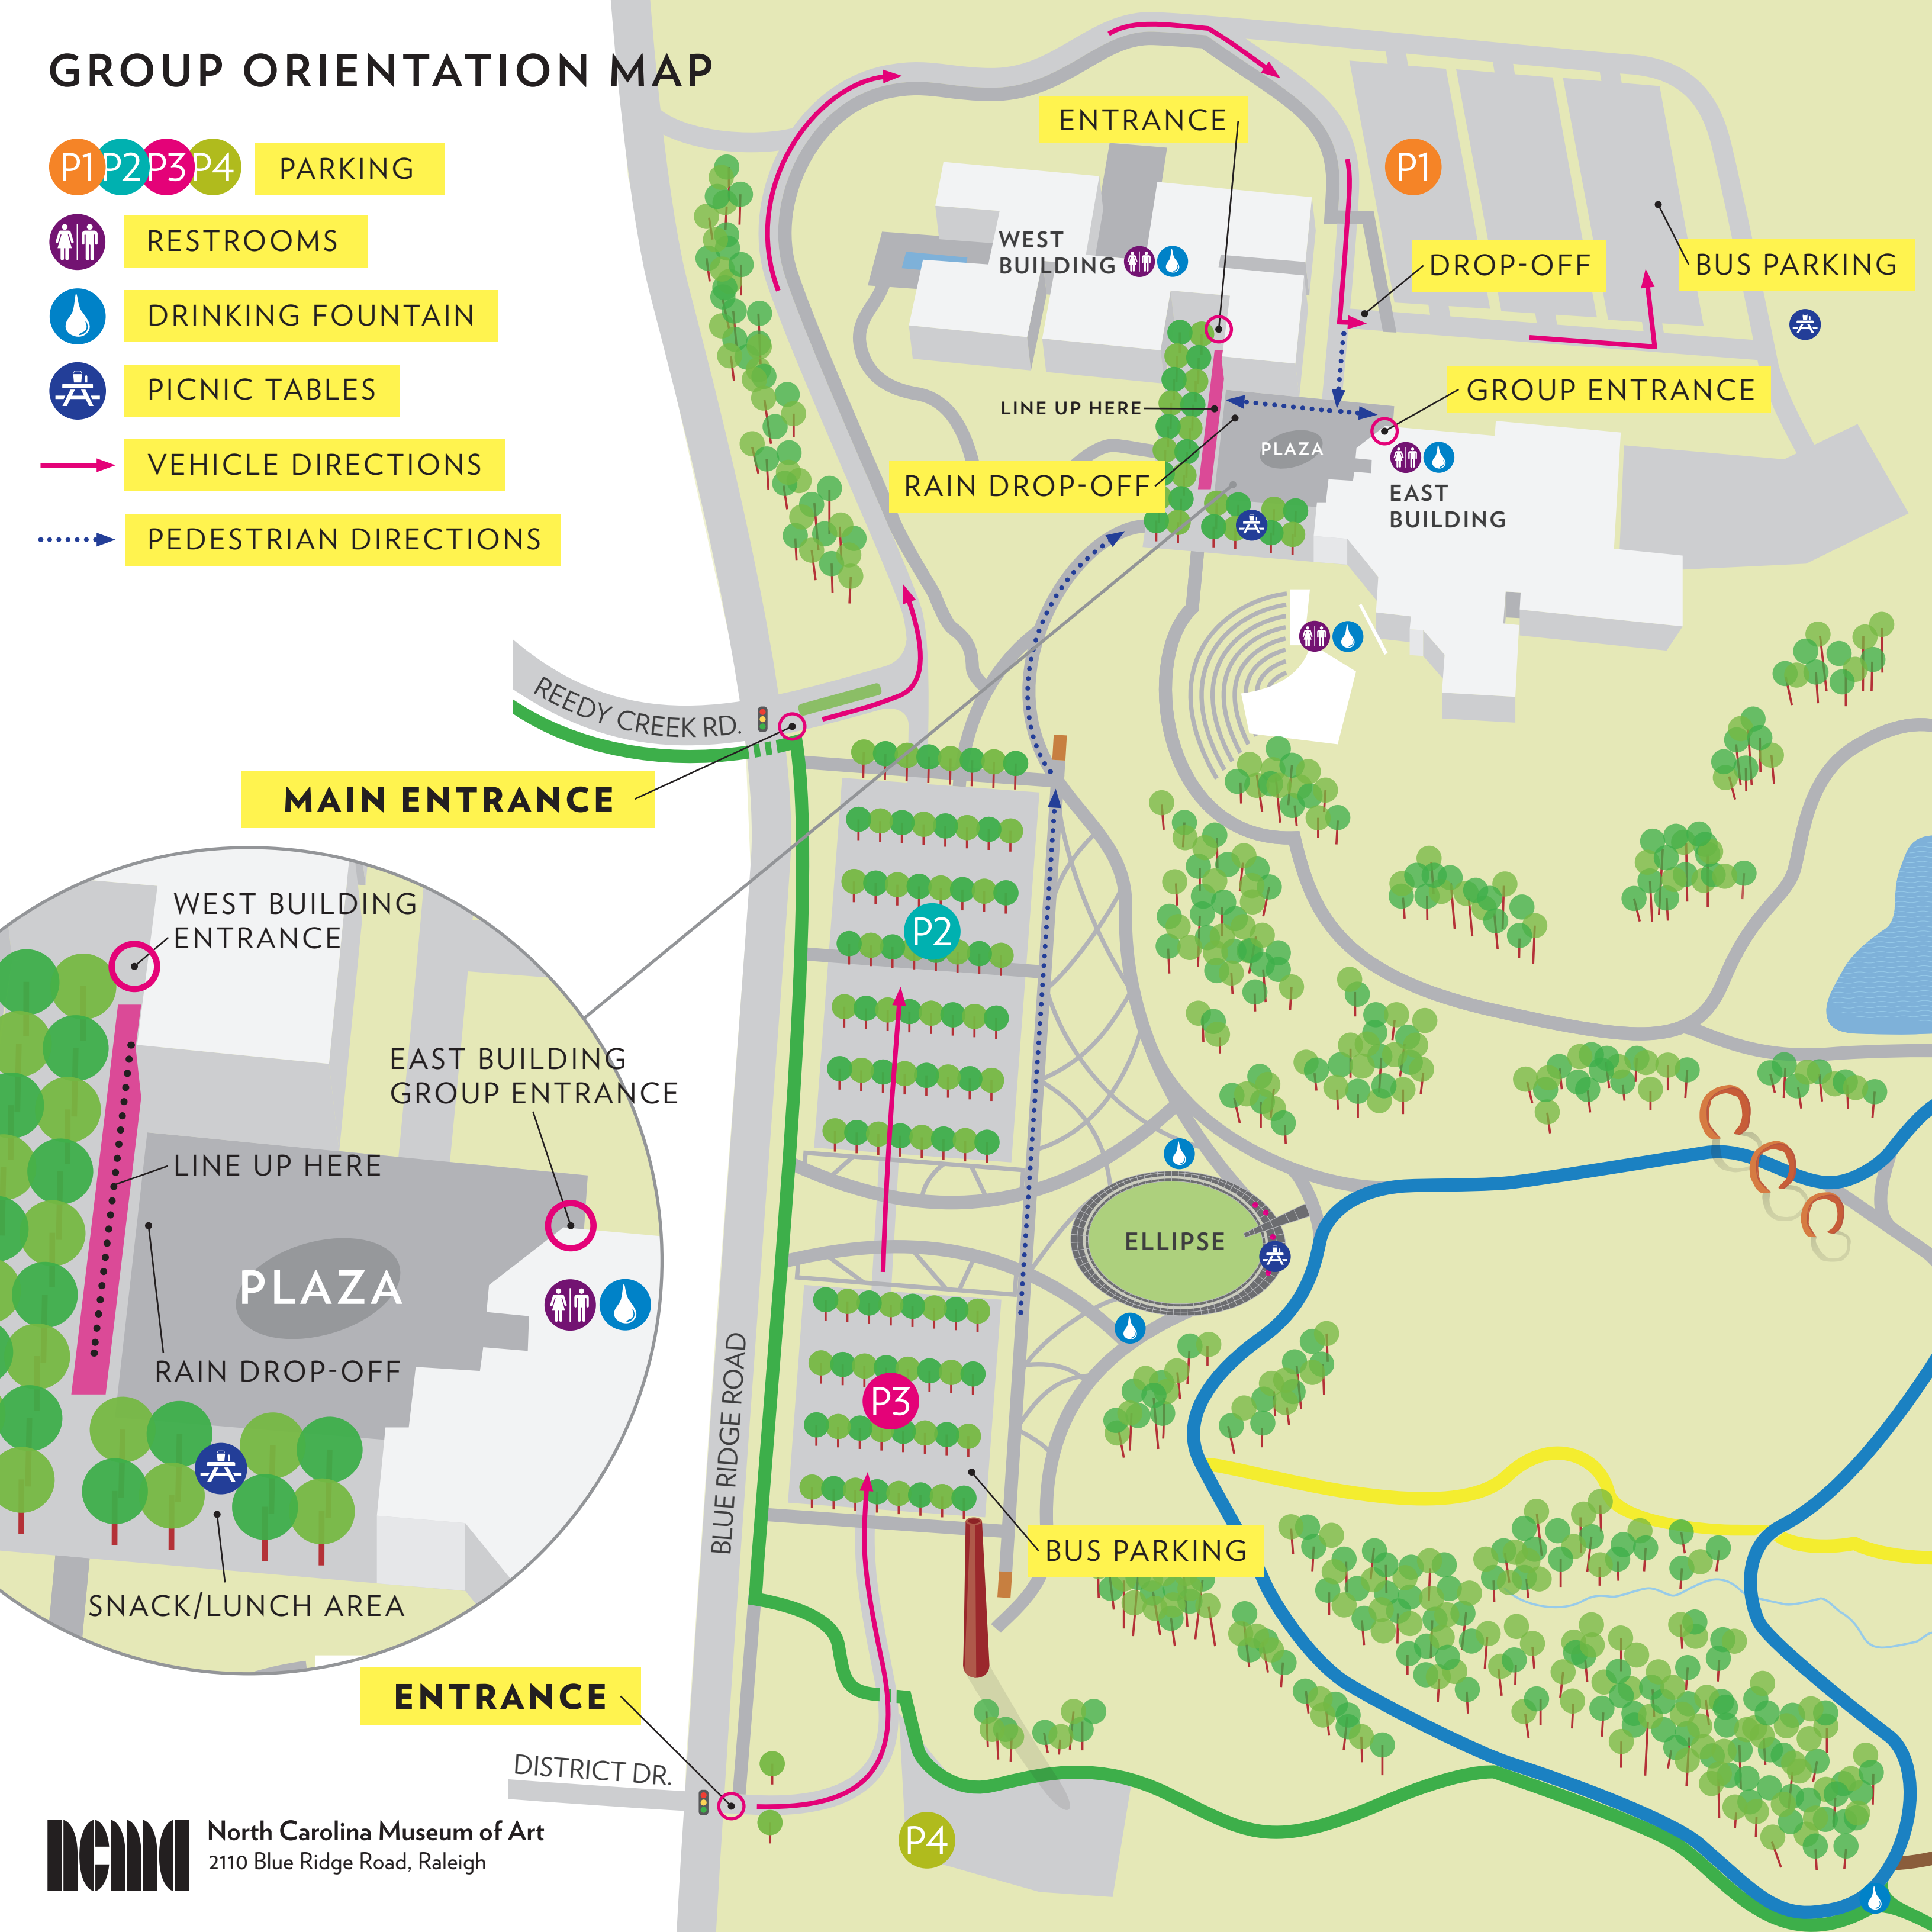 GROUP ORIENTATION MAP
P1 P2 P3 P4 PARKING
RESTROOMS
DRINKING FOUNTAIN
PICNIC TABLES
VEHICLE DIRECTIONS
PEDESTRIAN DIRECTIONS
ENTRANCE
P1
WEST
BUILDING
DROP-OFF
BUS PARKING
GROUP ENTRANCE
LINE UP HERE
PLAZA
RAIN DROP-OFF
EAST
BUILDING
REEDY CREEK RD.
MAIN ENTRANCE
P2
WEST BUILDING
ENTRANCE
EAST BUILDING
GROUP ENTRANCE
LINE UP HERE
PLAZA
RAIN DROP-OFF
SNACK/LUNCH AREA
ELLIPSE
BLUE RIDGE ROAD
P3
BUS PARKING
ENTRANCE
DISTRICT DR.
P4
ncma
North Carolina Museum of Art
2110 Blue Ridge Road, Raleigh